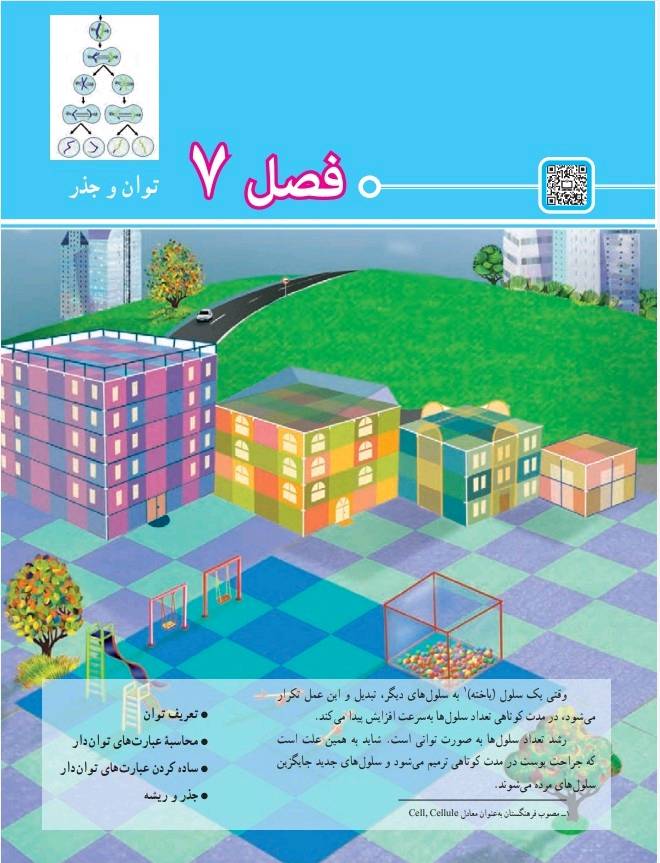 فصل ۷
توان و جذر
وقتی یک سلول (یاخته)۱ به سلول‌های دیگر، تبدیل و این عمل تکرار
می‌شود، در مدت کوتاهی تعداد سلول‌ها به‌سرعت افزایش پیدا می‌کند.
رشد تعداد سلول‌ها به صورت توانی است. شاید به همین علت است
که جراحت پوست در مدت کوتاهی ترمیم می‌شود و سلول‌های جدید جایگزین
سلول‌های مرده می‌شوند.
۱ـ مصوب فرهنگستان به‌عنوان معادل Cell, Cellule
● تعریف توان
● محاسبهٔ عبارت‌های توان‌دار
● ساده کردن عبارت‌های توان‌دار
● جذر و ریشه